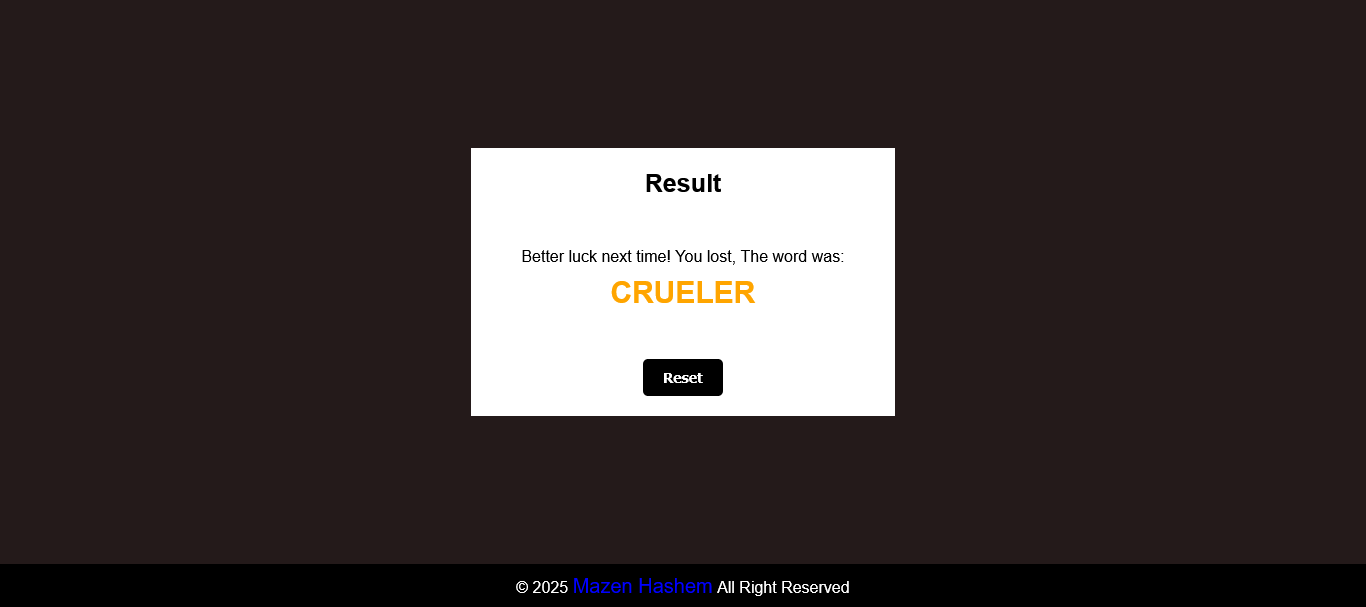 Result
Better luck next time! You lost, The word was:
CRUELER
Reset
© 2025 Mazen Hashem All Right Reserved